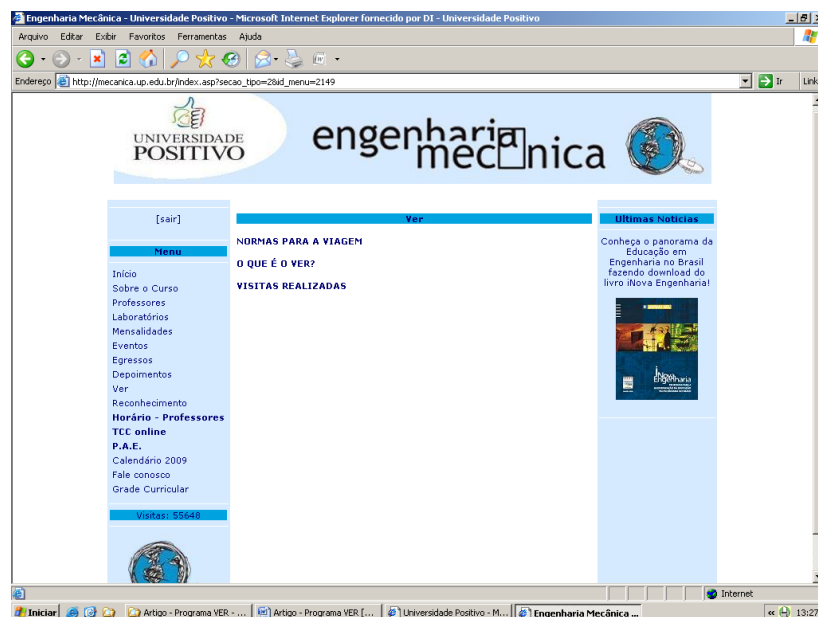 Engenharia Mecânica - Universidade Positivo - Microsoft Internet Explorer fornecido por DI - Universidade Positivo
Arquivo Editar Exibir Favoritos Ferramentas Ajuda
Endereço http://mecanica.up.edu.br/index.asp?secao_tipo=2&id_menu=2149 Ir Link
UNIVERSIDADE
POSITIVO
engenharia
mecânica
[sair]
Menu
Início
Sobre o Curso
Professores
Laboratórios
Mensalidades
Eventos
Egressos
Depoimentos
Ver
Reconhecimento
Horário - Professores
TCC online
P.A.E.
Calendário 2009
Fale conosco
Grade Curricular
Visitas: 55648
Ver
NORMAS PARA A VIAGEM
O QUE É O VER?
VISITAS REALIZADAS
Ultimas Noticias
Conheça o panorama da
Educação em
Engenharia no Brasil
fazendo download do
livro iNova Engenharia!
iNova
Engenharia
Internet
Iniciar Artigo - Programa VER - ... Artigo - Programa VER [... Universidade Positivo - M... Engenharia Mecânica ... 13:27